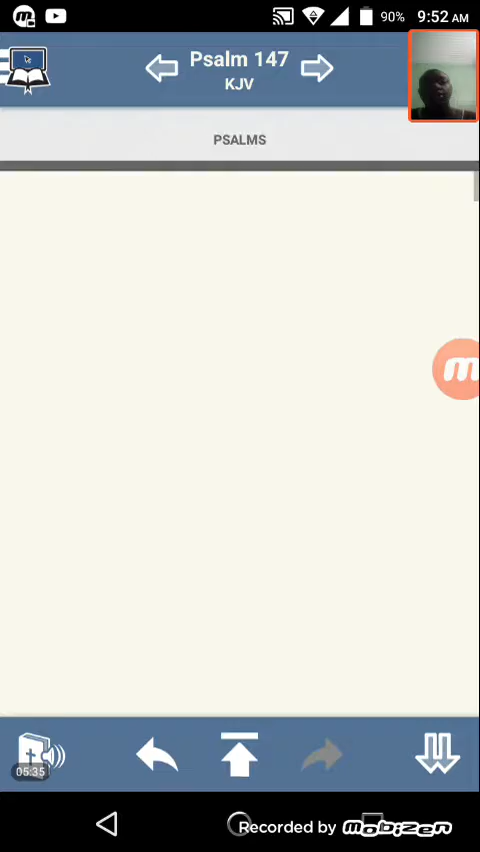 90% 9:52 AM
Psalm 147
KJV
PSALMS
05:35
Recorded by mobizen